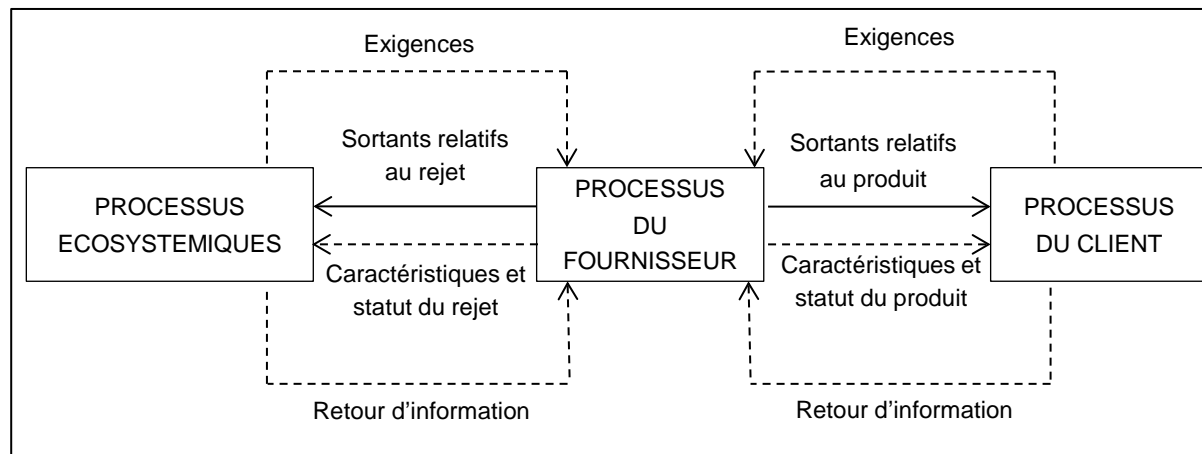 Exigences
Exigences
Sortants relatifs
au rejet
Sortants relatifs
au produit
PROCESSUS
ECOSYSTEMIQUES
PROCESSUS
DU
FOURNISSEUR
PROCESSUS
DU CLIENT
Caractéristiques et
statut du rejet
Caractéristiques et
statut du produit
Retour d’information
Retour d’information